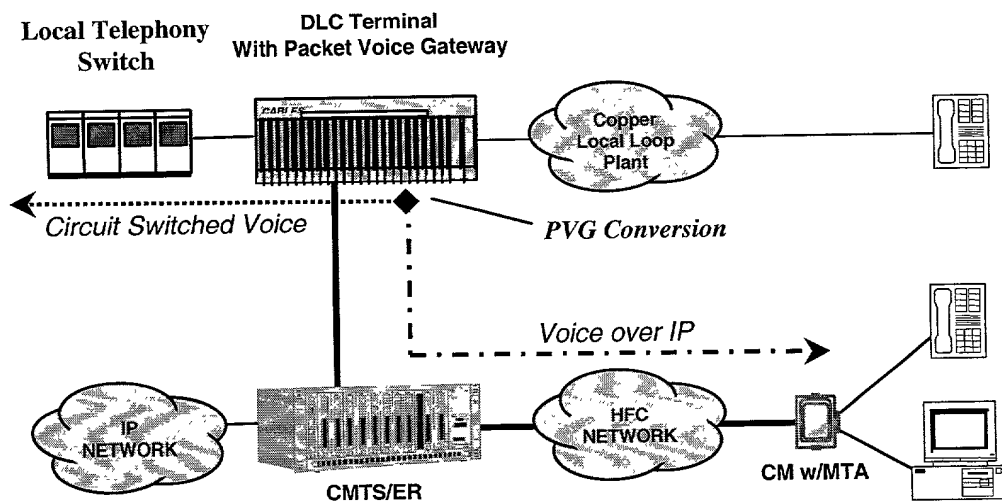 Local Telephony
Switch
DLC Terminal
With Packet Voice Gateway
CABLES
Copper
Local Loop
Plant
Circuit Switched Voice
PVG Conversion
Voice over IP
IP
NETWORK
HFC
NETWORK
CMTS/ER
CM w/MTA